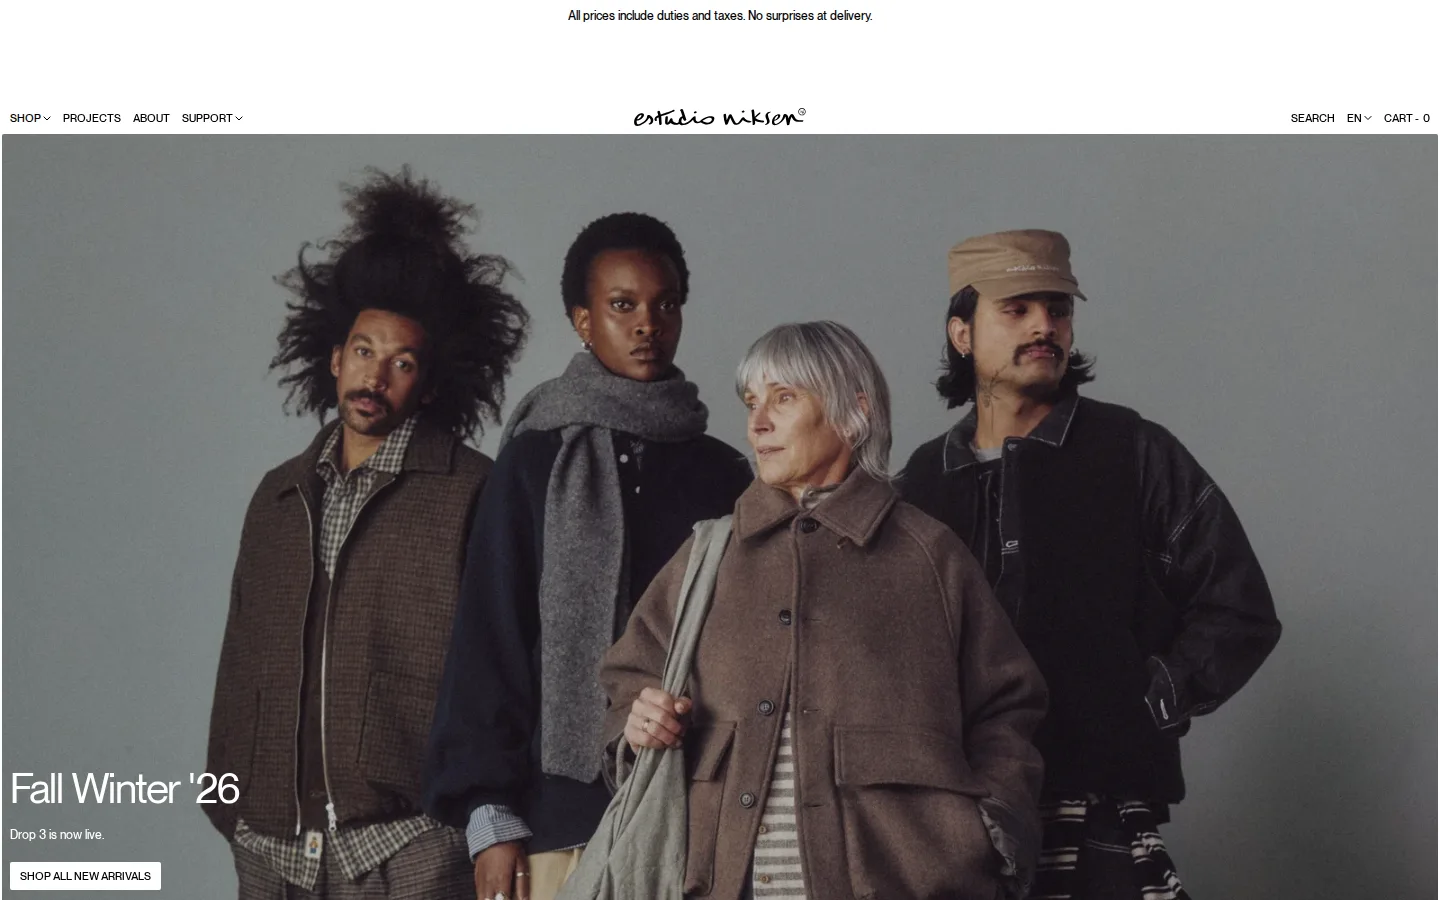 All prices include duties and taxes. No surprises at delivery.
SHOP PROJECTS ABOUT SUPPORT
estudio niksen
SEARCH EN CART - 0
Fall Winter '26
Drop 3 is now live.
SHOP ALL NEW ARRIVALS